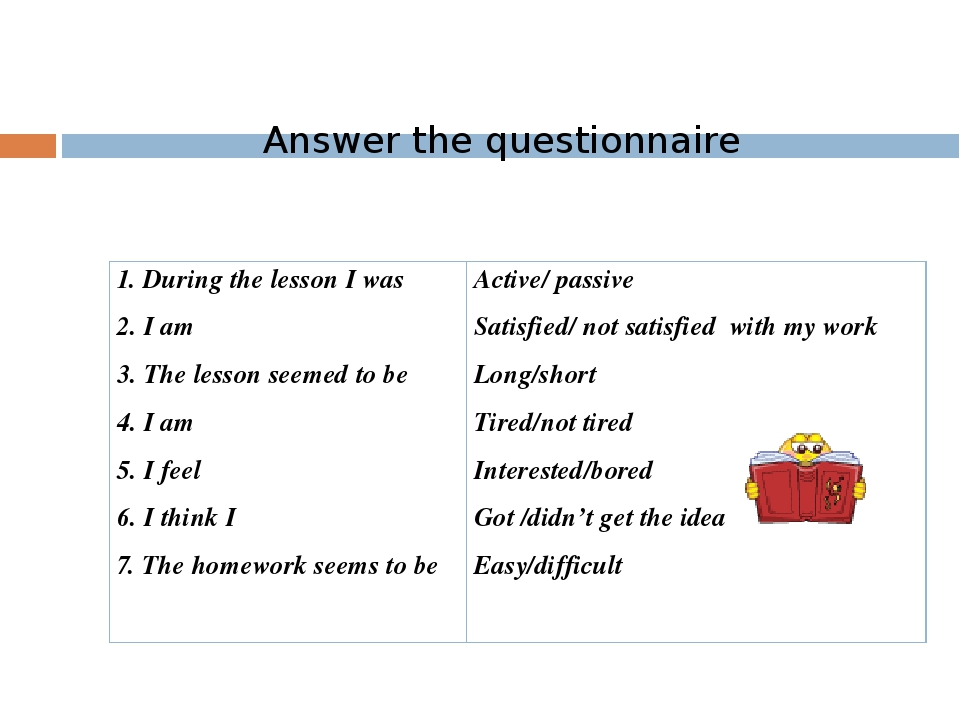 Answer the questionnaire
1. During the lesson I was Active/ passive
2. I am Satisfied/ not satisfied with my work
3. The lesson seemed to be Long/short
4. I am Tired/not tired
5. I feel Interested/bored
6. I think I Got /didn’t get the idea
7. The homework seems to be Easy/difficult